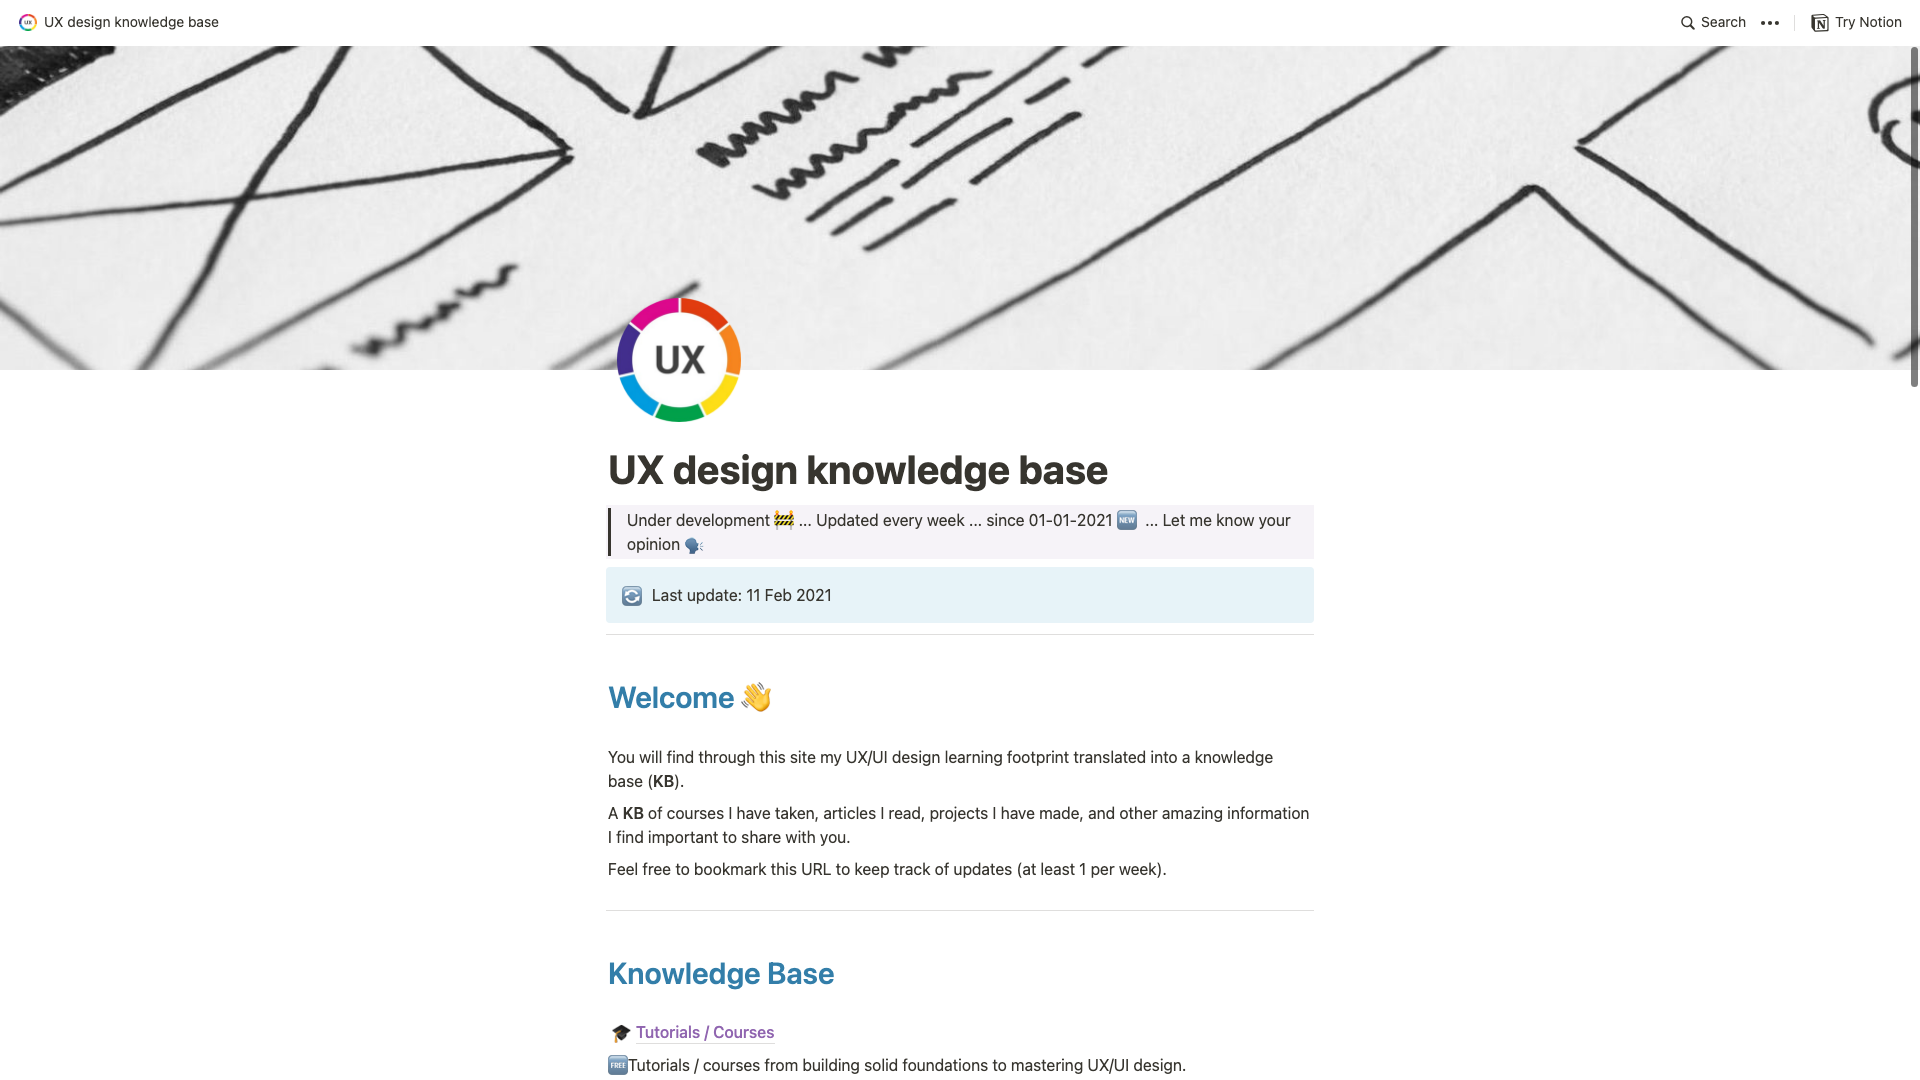 UX design knowledge base
Search
Try Notion
UX
UX design knowledge base
Under development 🚧 ... Updated every week ... since 01-01-2021 🆕 ... Let me know your
opinion 🗣
🔄 Last update: 11 Feb 2021
Welcome 👋
You will find through this site my UX/UI design learning footprint translated into a knowledge
base (KB).
A KB of courses I have taken, articles I read, projects I have made, and other amazing information
I find important to share with you.
Feel free to bookmark this URL to keep track of updates (at least 1 per week).
Knowledge Base
🎓 Tutorials / Courses
🆓Tutorials / courses from building solid foundations to mastering UX/UI design.